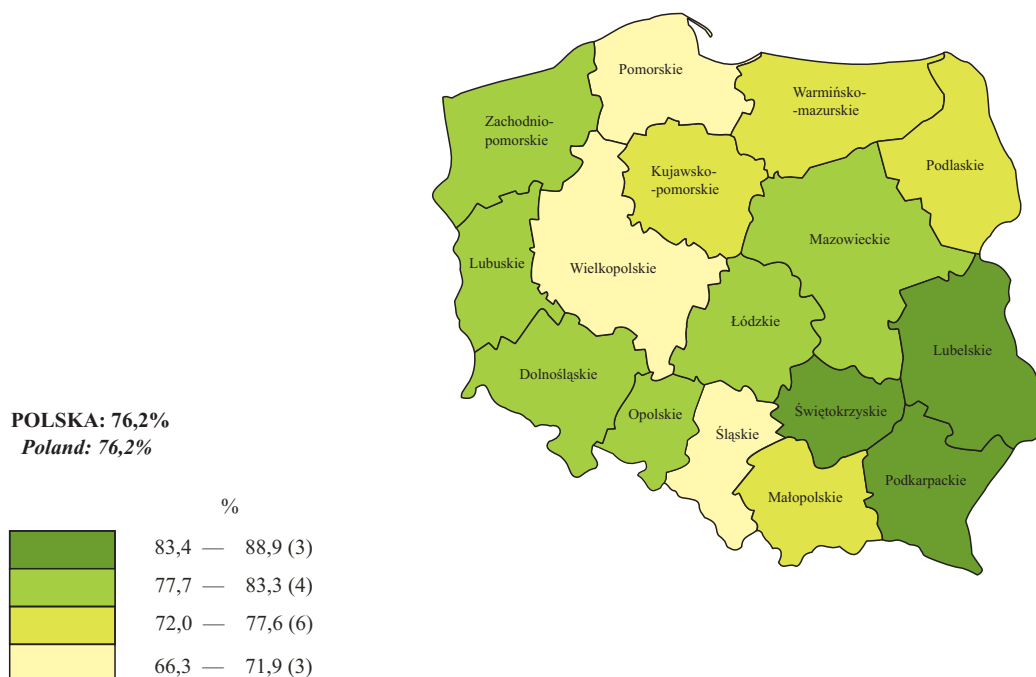 Pomorskie
Warmińsko-
-mazurskie
Zachodnio-
pomorskie
Podlaskie
Kujawsko-
-pomorskie
Mazowieckie
Lubuskie
Wielkopolskie
Łódzkie
Lubelskie
Dolnośląskie
Opolskie
Świętokrzyskie
Śląskie
Podkarpackie
Małopolskie
POLSKA: 76,2%
Poland: 76,2%
%
83,4 — 88,9 (3)
77,7 — 83,3 (4)
72,0 — 77,6 (6)
66,3 — 71,9 (3)